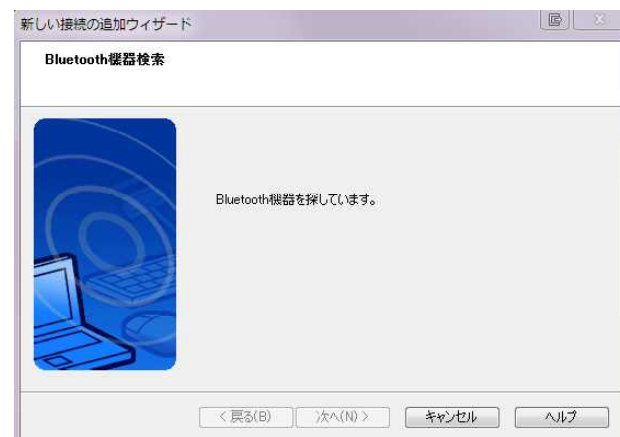 新しい接続の追加ウィザード
Bluetooth機器検索
Bluetooth機器を探しています。
< 戻る(B) 次へ(N) > キャンセル ヘルプ